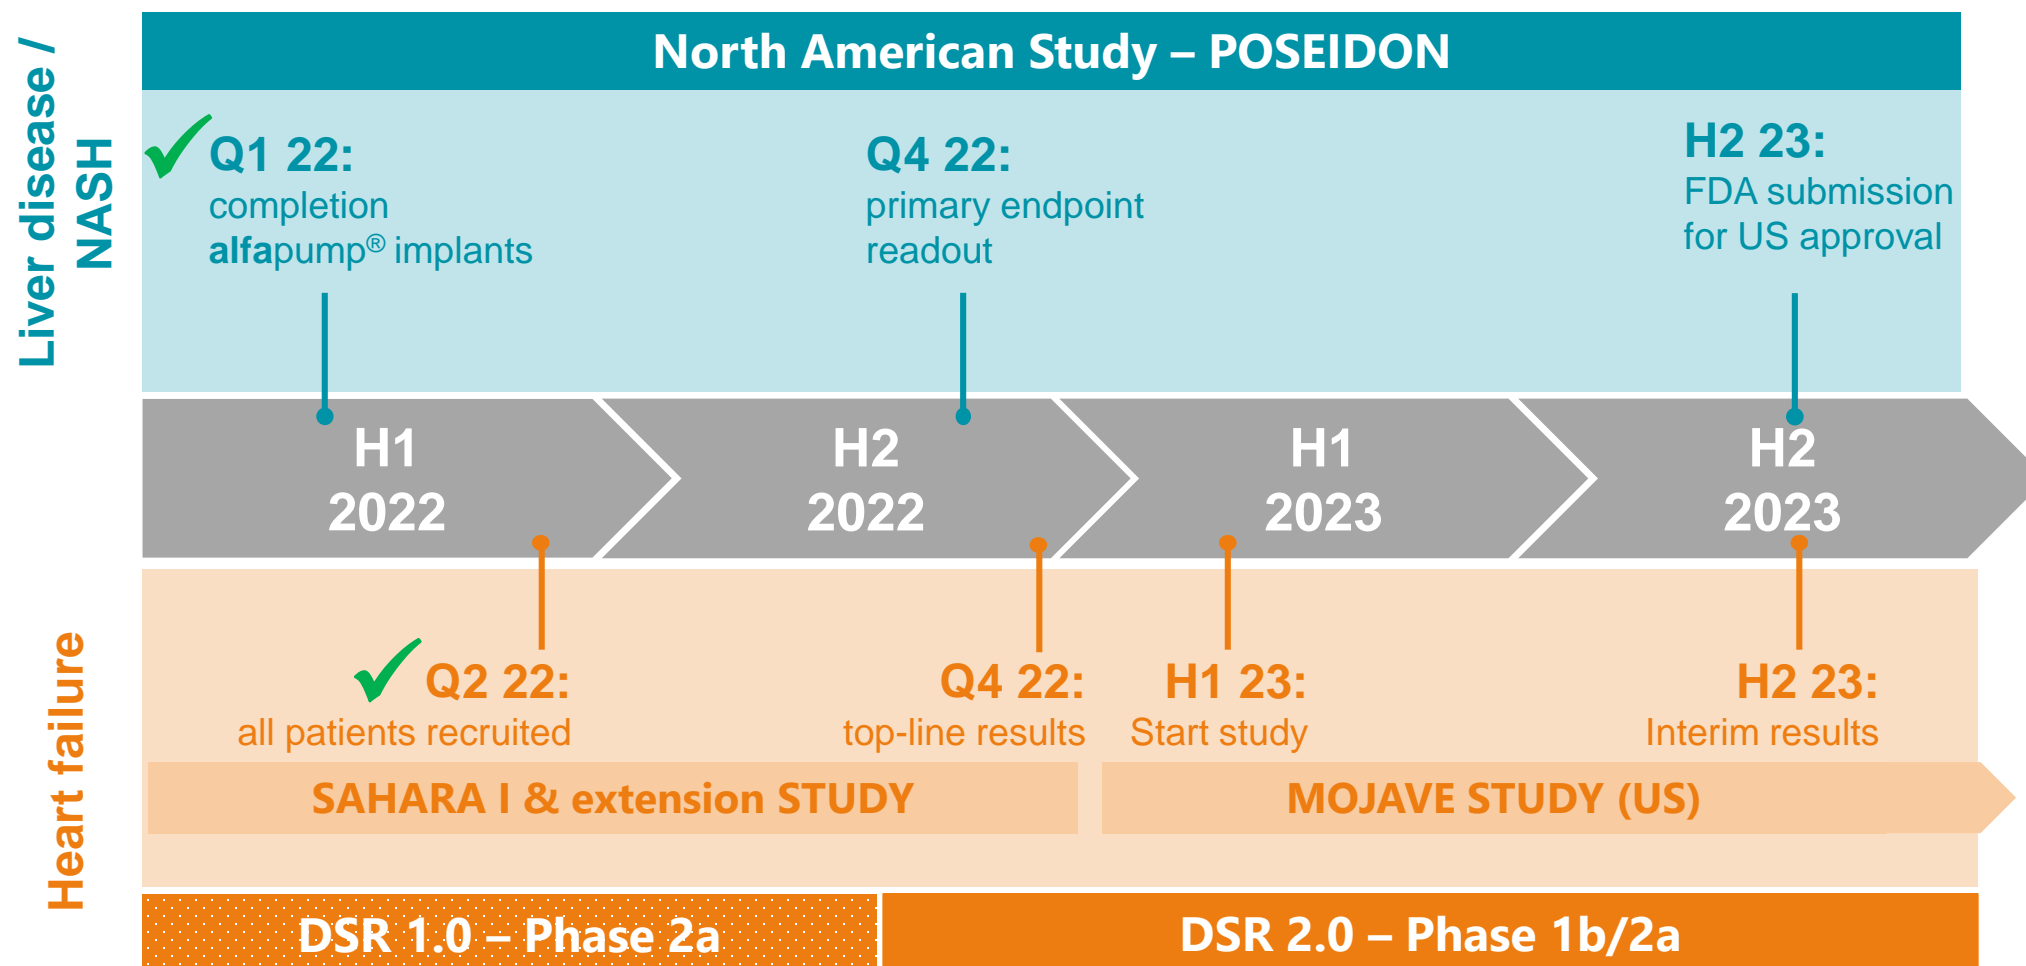 Liver disease /
NASH
North American Study – POSEIDON
Q1 22:
completion
alfapump® implants
Q4 22:
primary endpoint
readout
H2 23:
FDA submission
for US approval
H1
2022
H2
2022
H1
2023
H2
2023
Heart failure
Q2 22:
all patients recruited
Q4 22:
top-line results
H1 23:
Start study
H2 23:
Interim results
SAHARA I & extension STUDY
MOJAVE STUDY (US)
DSR 1.0 – Phase 2a
DSR 2.0 – Phase 1b/2a